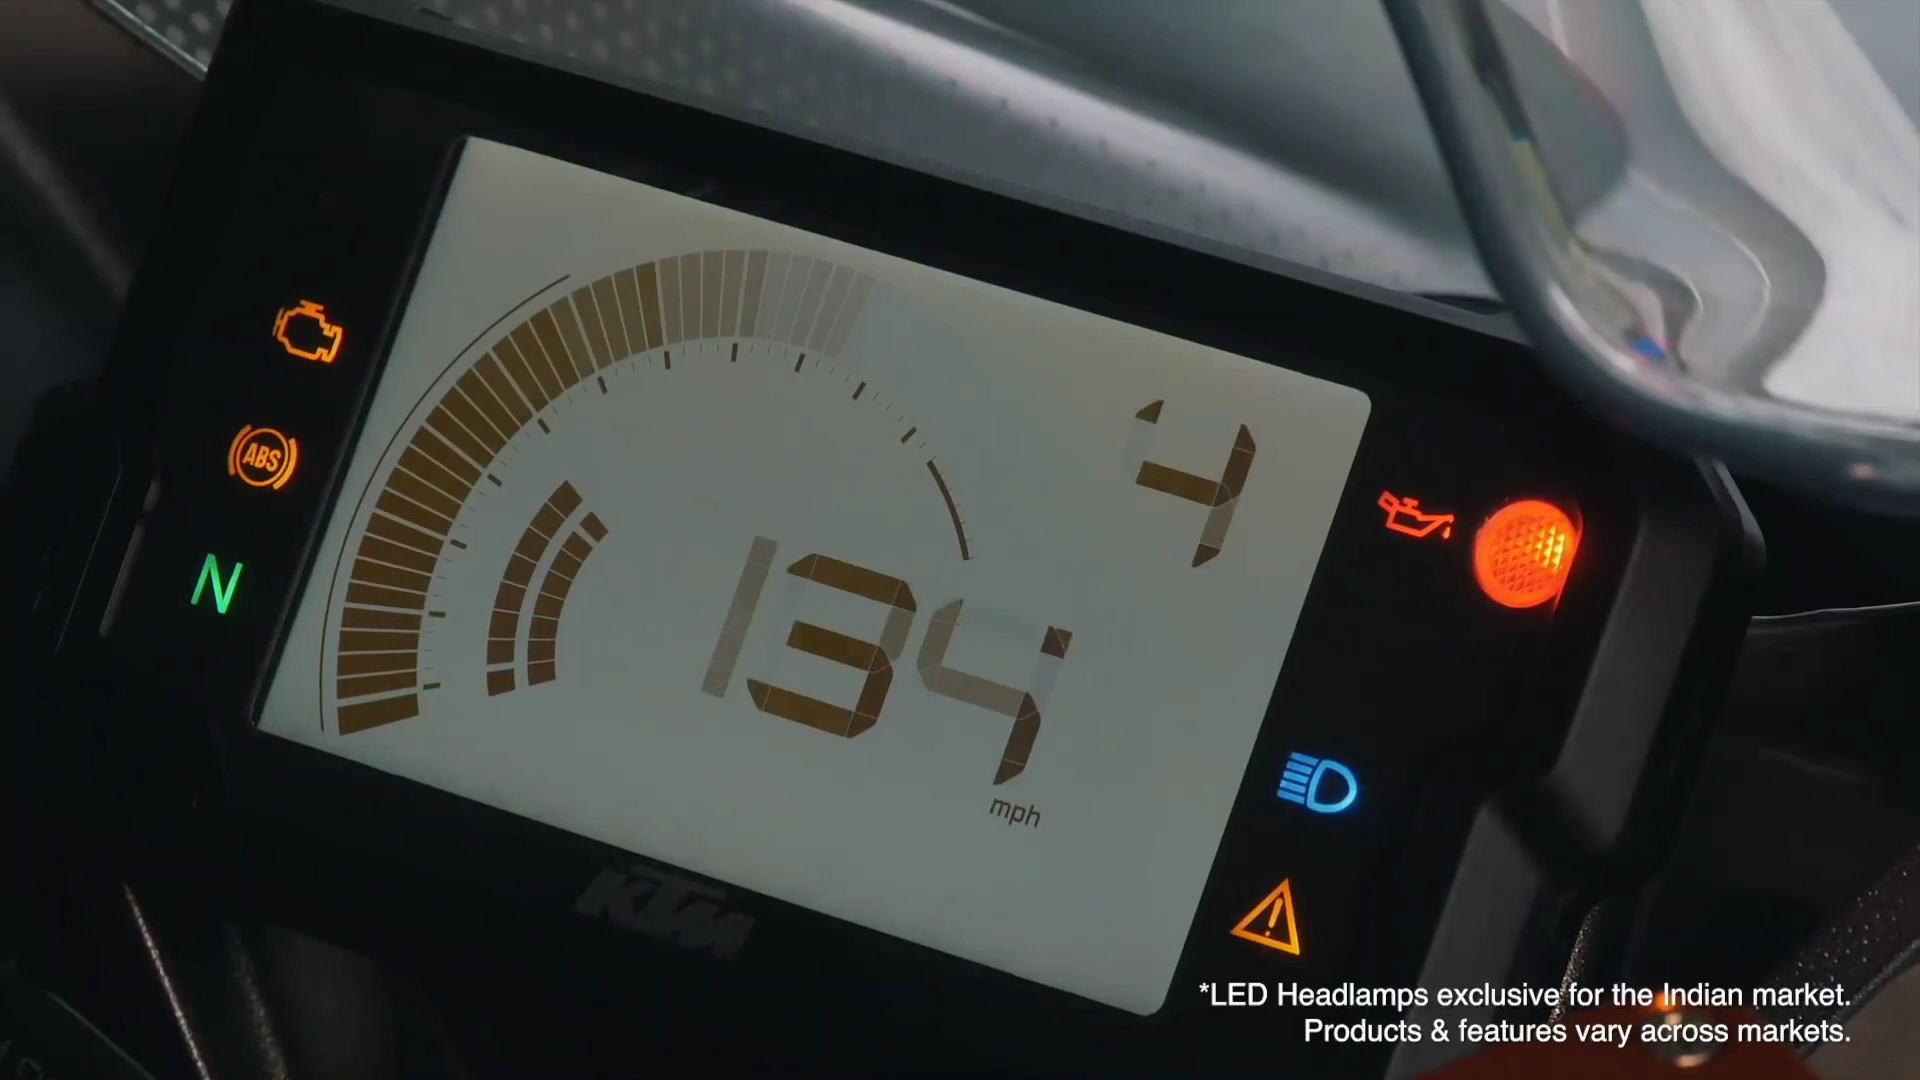 4
ABS
N
134
mph
KTM
*LED Headlamps exclusive for the Indian market.
Products & features vary across markets.